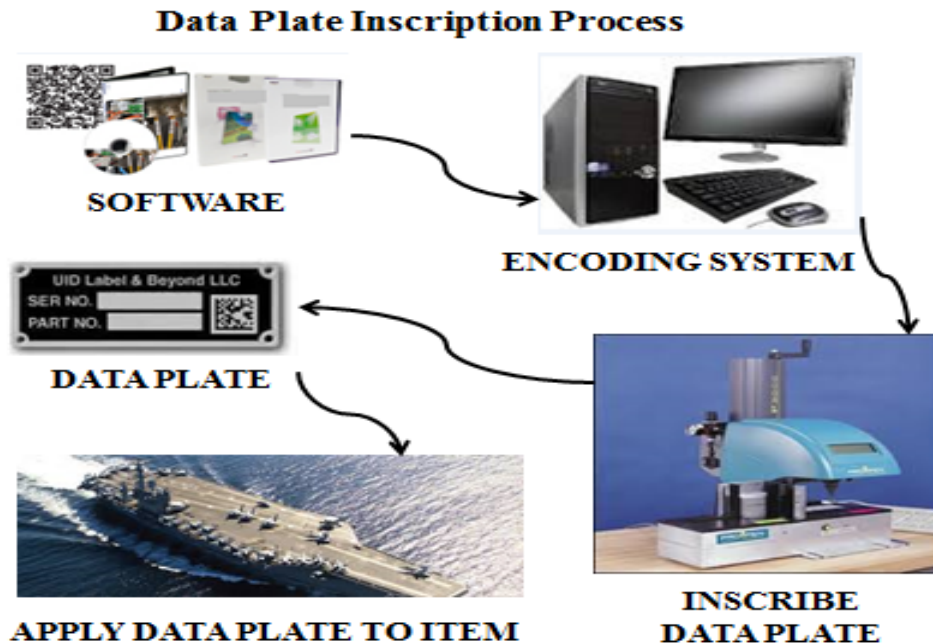 Data Plate Inscription Process
SOFTWARE
ENCODING SYSTEM
UID Label & Beyond LLC
SER NO.
PART NO.
DATA PLATE
INSCRIBE
DATA PLATE
APPLY DATA PLATE TO ITEM